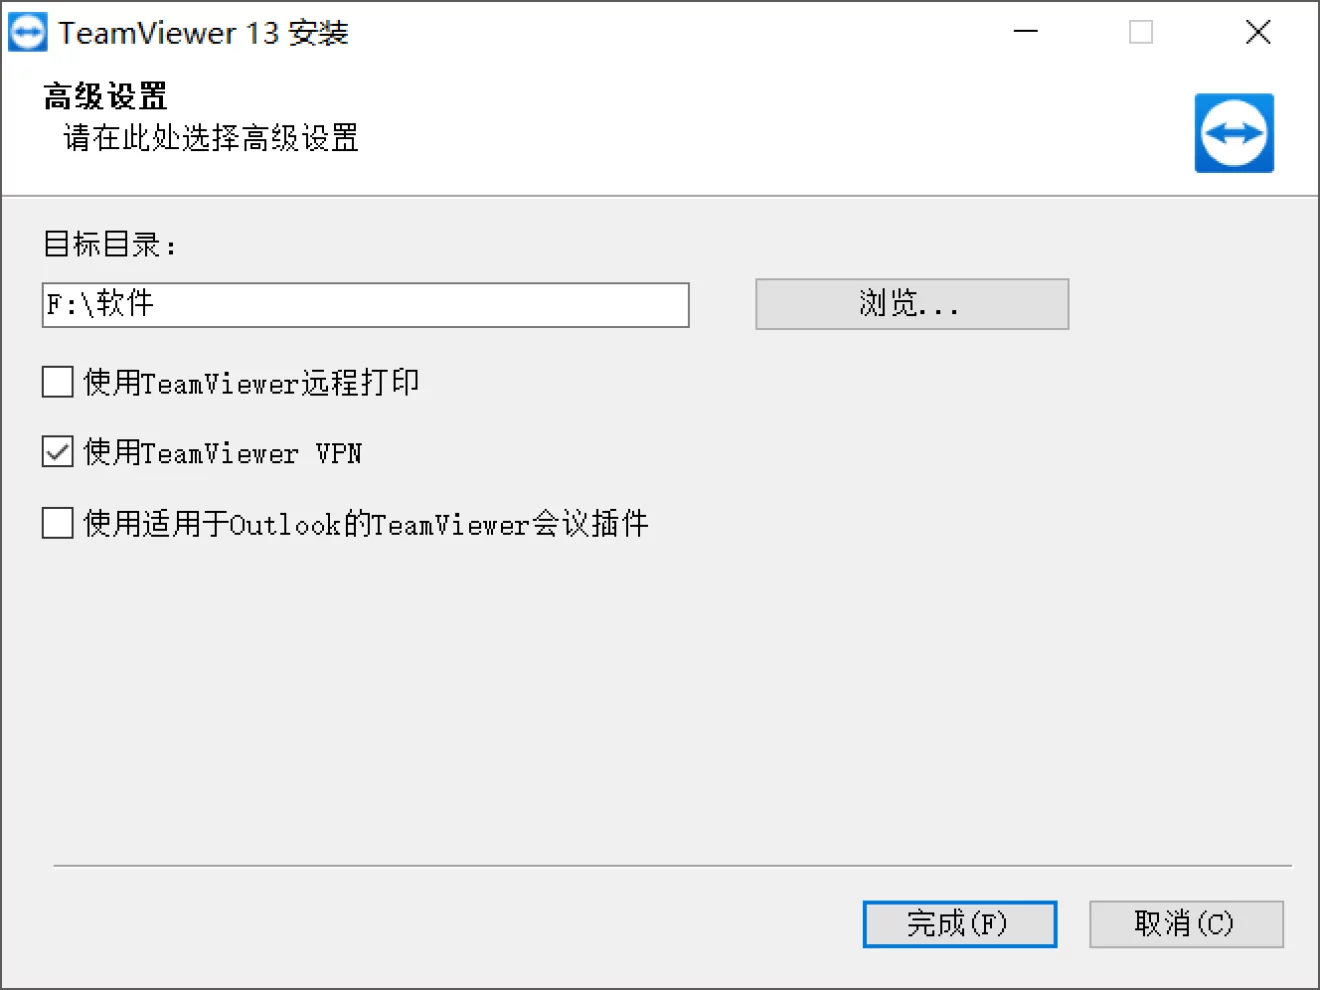 TeamViewer 13 安装
高级设置
请在此处选择高级设置
目标目录：
F:\软件
浏览...
使用TeamViewer远程打印
使用TeamViewer VPN
使用适用于Outlook的TeamViewer会议插件
完成(F)
取消(C)